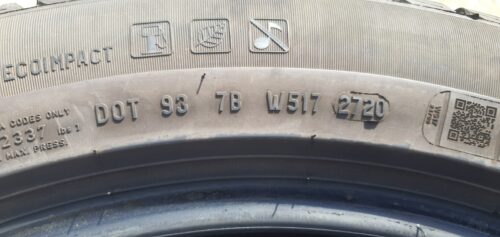 ECOIMPACT
DOT 93 7B W517 2720
CODES ONLY
2337
MAX. PRESS.